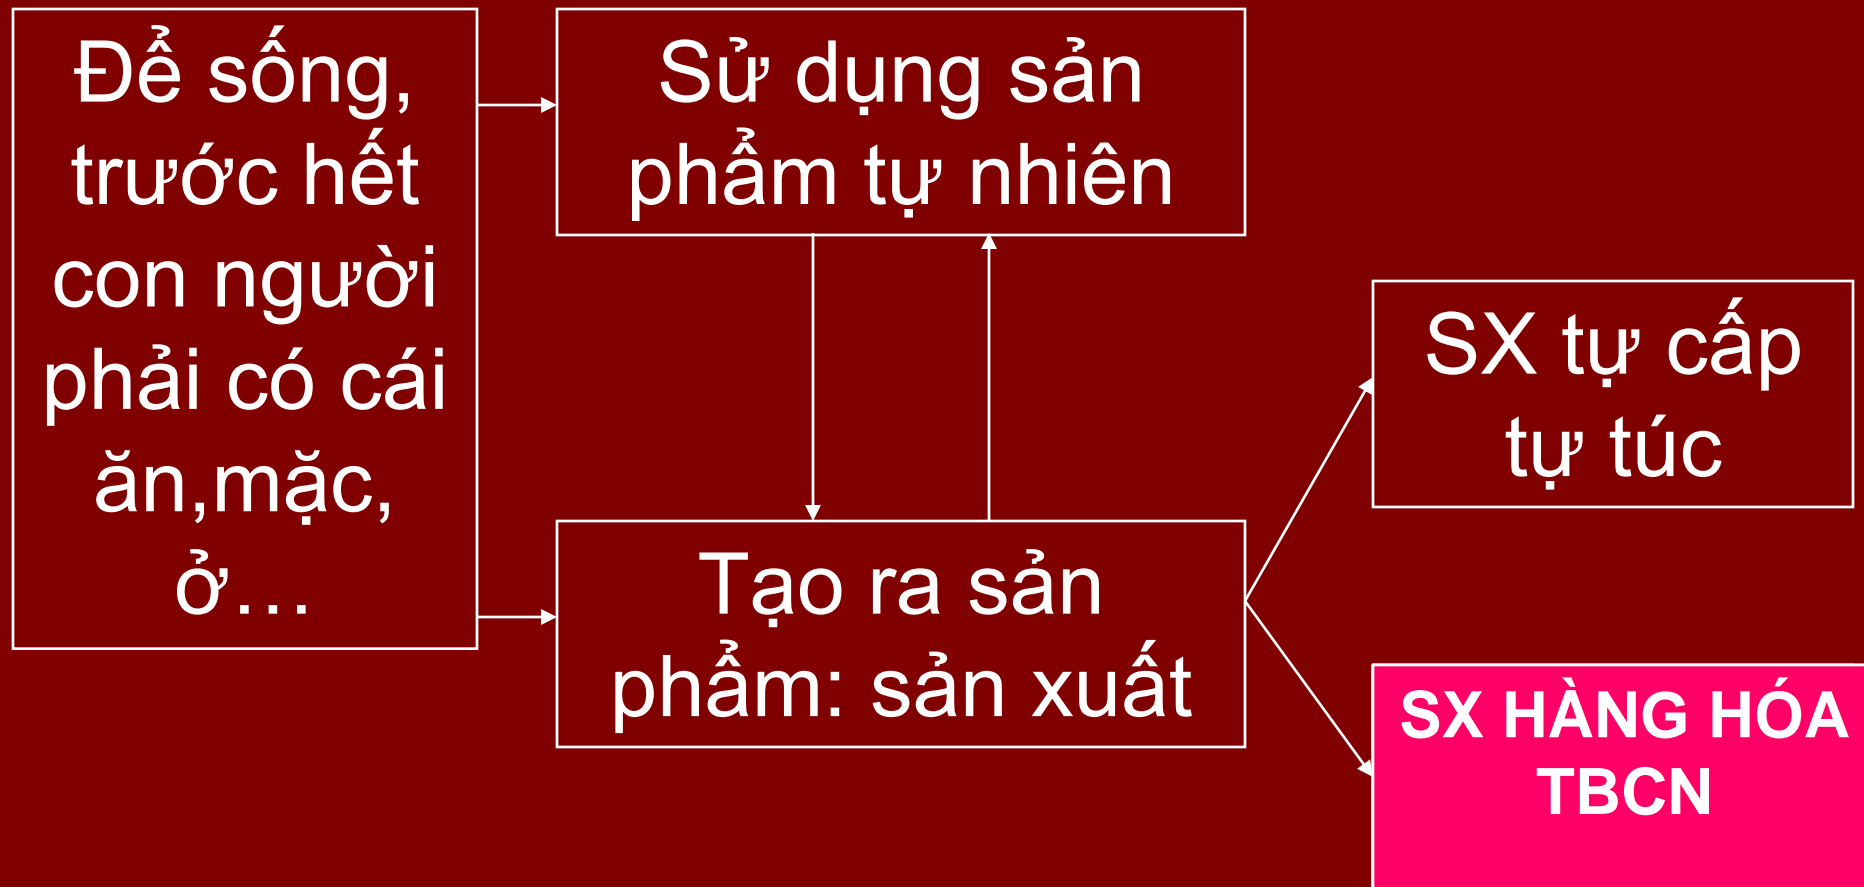 Để sống,
trước hết
con người
phải có cái
ăn,mặc,
ở…
Sử dụng sản
phẩm tự nhiên
Tạo ra sản
phẩm: sản xuất
SX tự cấp
tự túc
SX HÀNG HÓA
TBCN